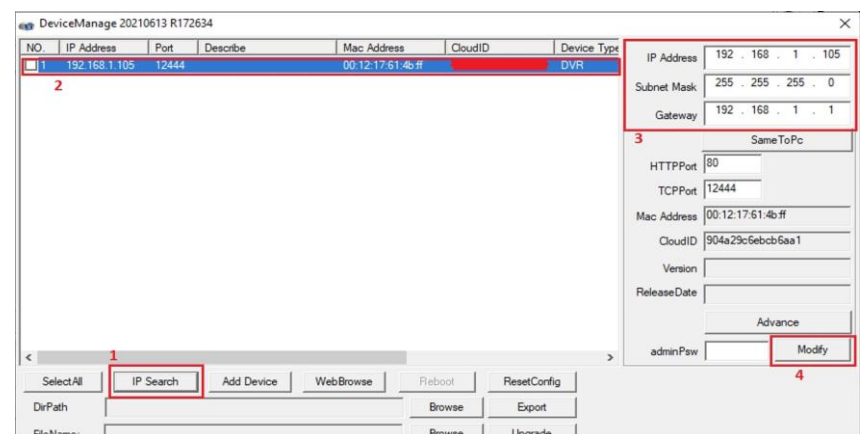 DeviceManage 20210613 R172634
NO. IP Address Port Describe Mac Address CloudID Device Type
1 192.168.1.105 12444 00:12:17:61:4b:ff DVR
2
IP Address 192 . 168 . 1 . 105
Subnet Mask 255 . 255 . 255 . 0
Gateway 192 . 168 . 1 . 1
3
SameToPc
HTTPPort 80
TCPPort 12444
Mac Address 00:12:17:61:4b:ff
CloudID 904a29c6ebcb6aa1
Version
ReleaseDate
Advance
adminPsw Modify
4
1
SelectAll IP Search Add Device WebBrowse Reboot ResetConfig
DirPath Browse Export
FileName: Browse Upgrade